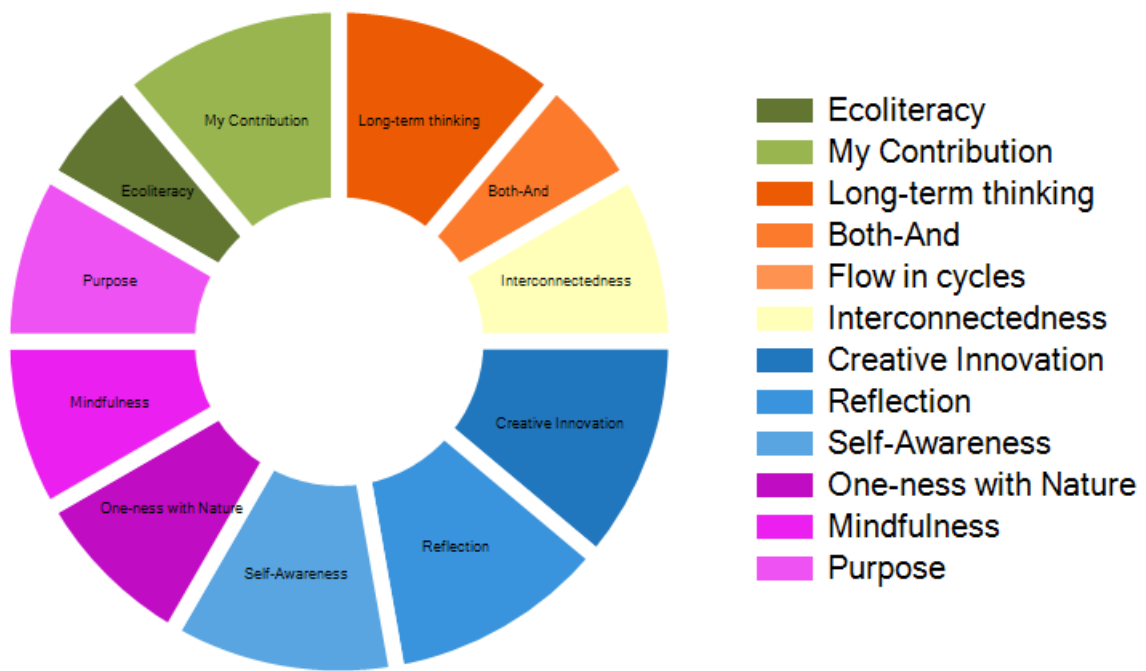 My Contribution
Long-term thinking
Ecoliteracy
Both-And
Purpose
Interconnectedness
Mindfulness
Creative Innovation
One-ness with Nature
Reflection
Self-Awareness
Ecoliteracy
My Contribution
Long-term thinking
Both-And
Flow in cycles
Interconnectedness
Creative Innovation
Reflection
Self-Awareness
One-ness with Nature
Mindfulness
Purpose